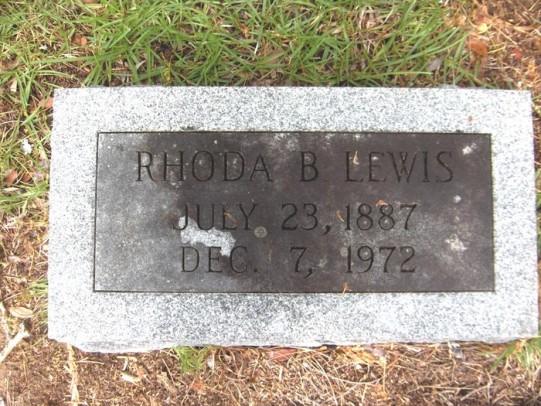 RHODA B LEWIS
JULY 23, 1887
DEC. 7, 1972